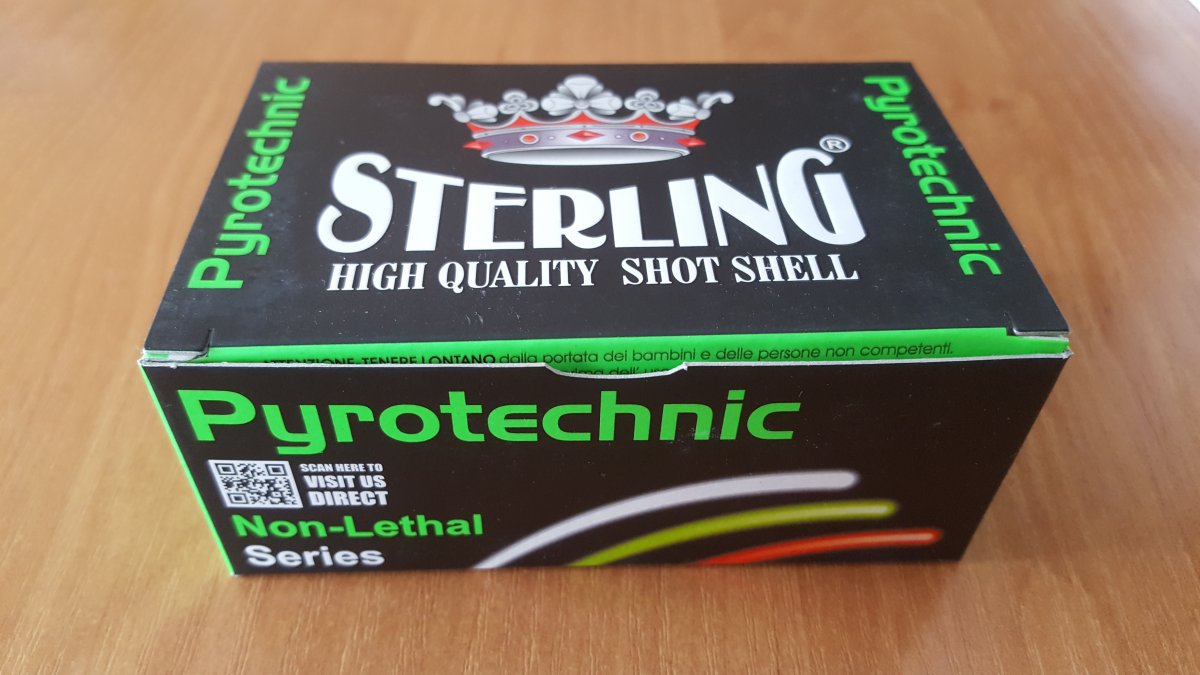 Pyrotechnic
Pyrotechnic
STERLING®
HIGH QUALITY SHOT SHELL
ATTENZIONE: TENERE LONTANO dalla portata dei bambini e delle persone non competenti.
dell'
Pyrotechnic
SCAN HERE TO
VISIT US
DIRECT
Non-Lethal
Series